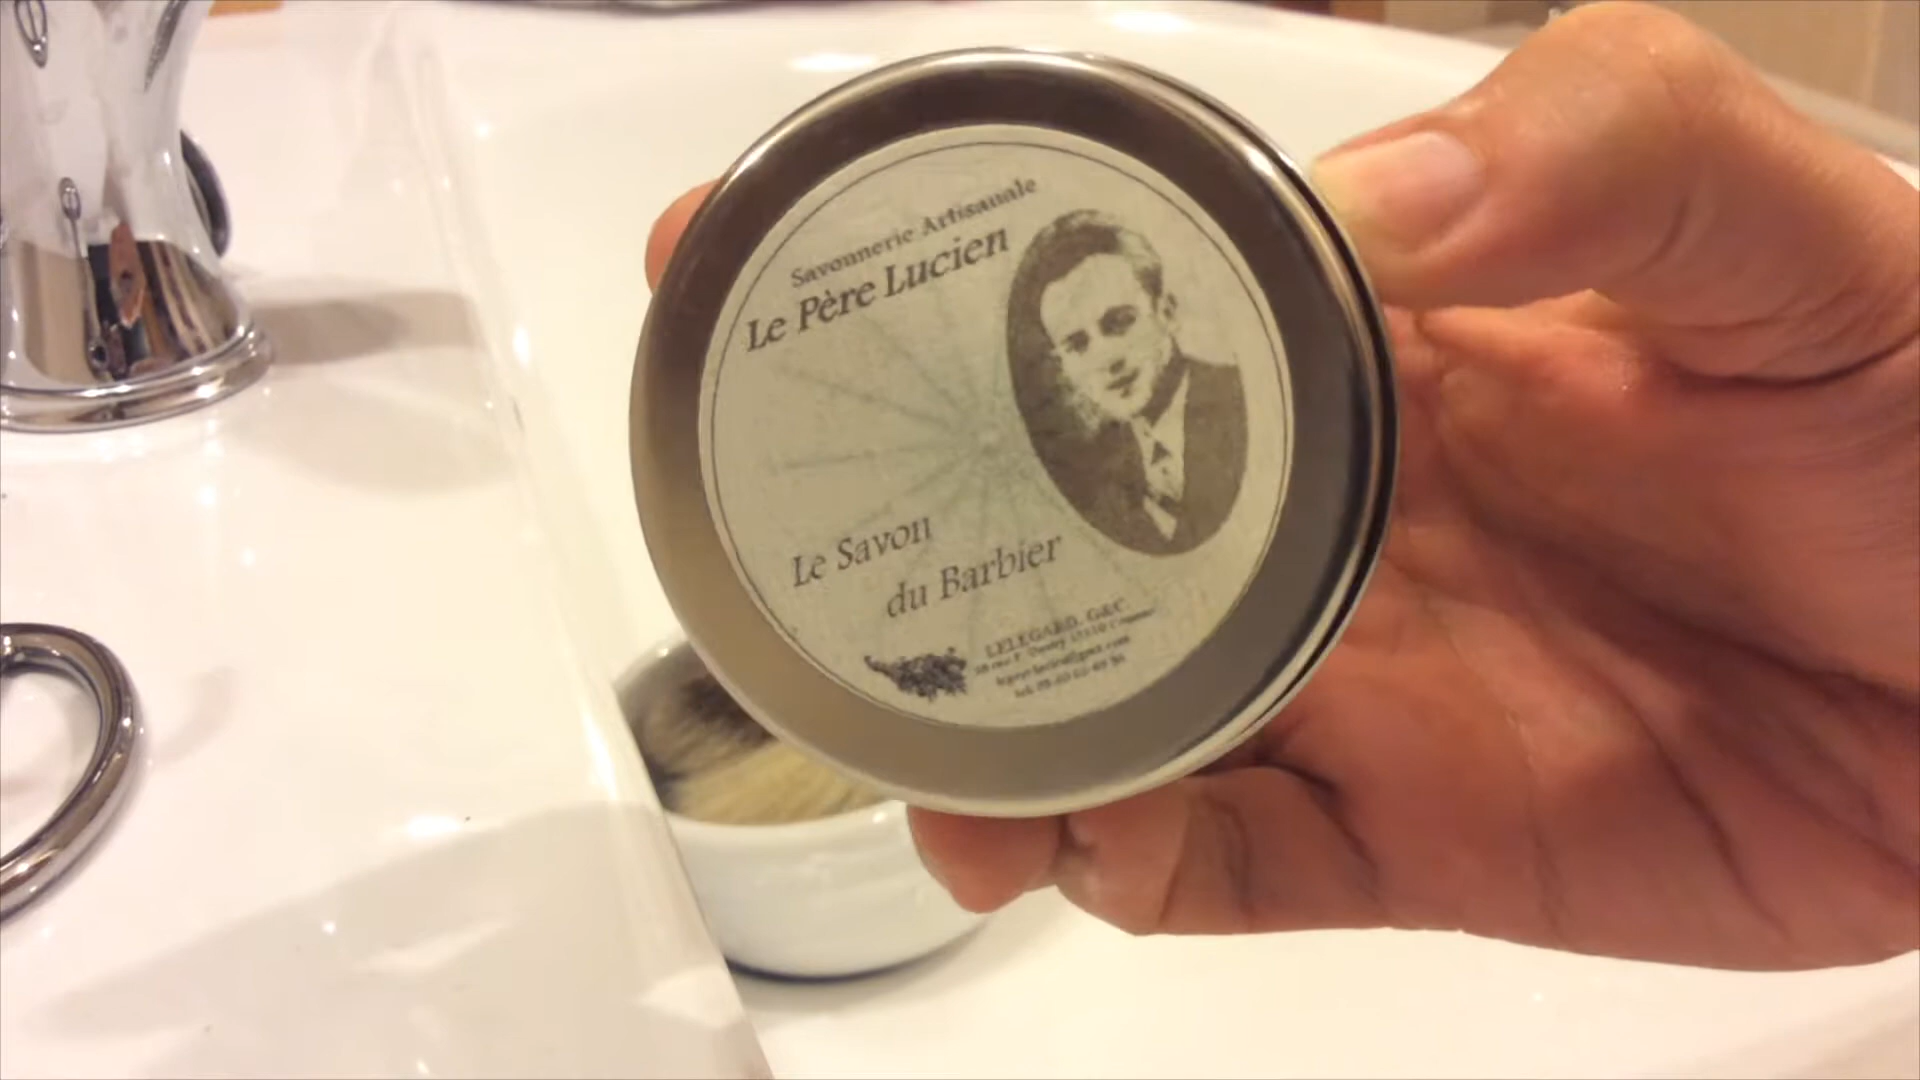 Savonnerie Artisanale
Le Père Lucien
Le Savon
du Barbier
LELEGARD, G&C.